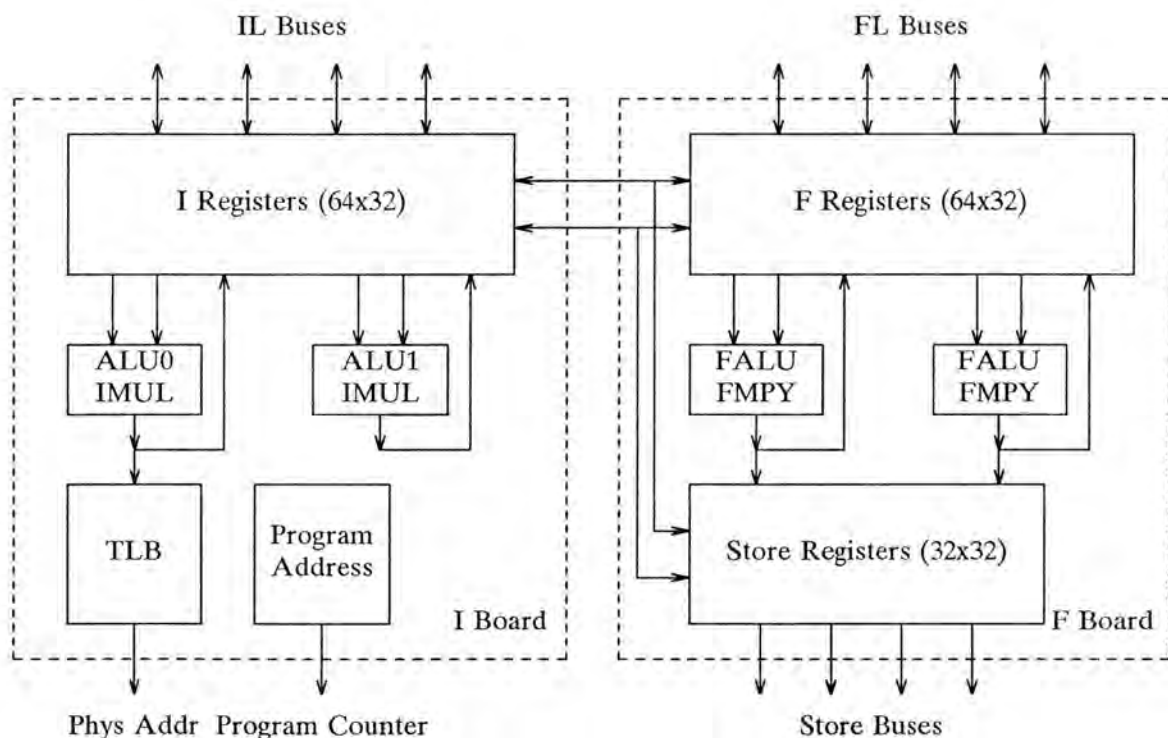 IL Buses
FL Buses
I Registers (64x32)
F Registers (64x32)
ALU0
IMUL
ALU1
IMUL
FALU
FMPY
FALU
FMPY
TLB
Program
Address
Store Registers (32x32)
I Board
F Board
Phys Addr
Program Counter
Store Buses